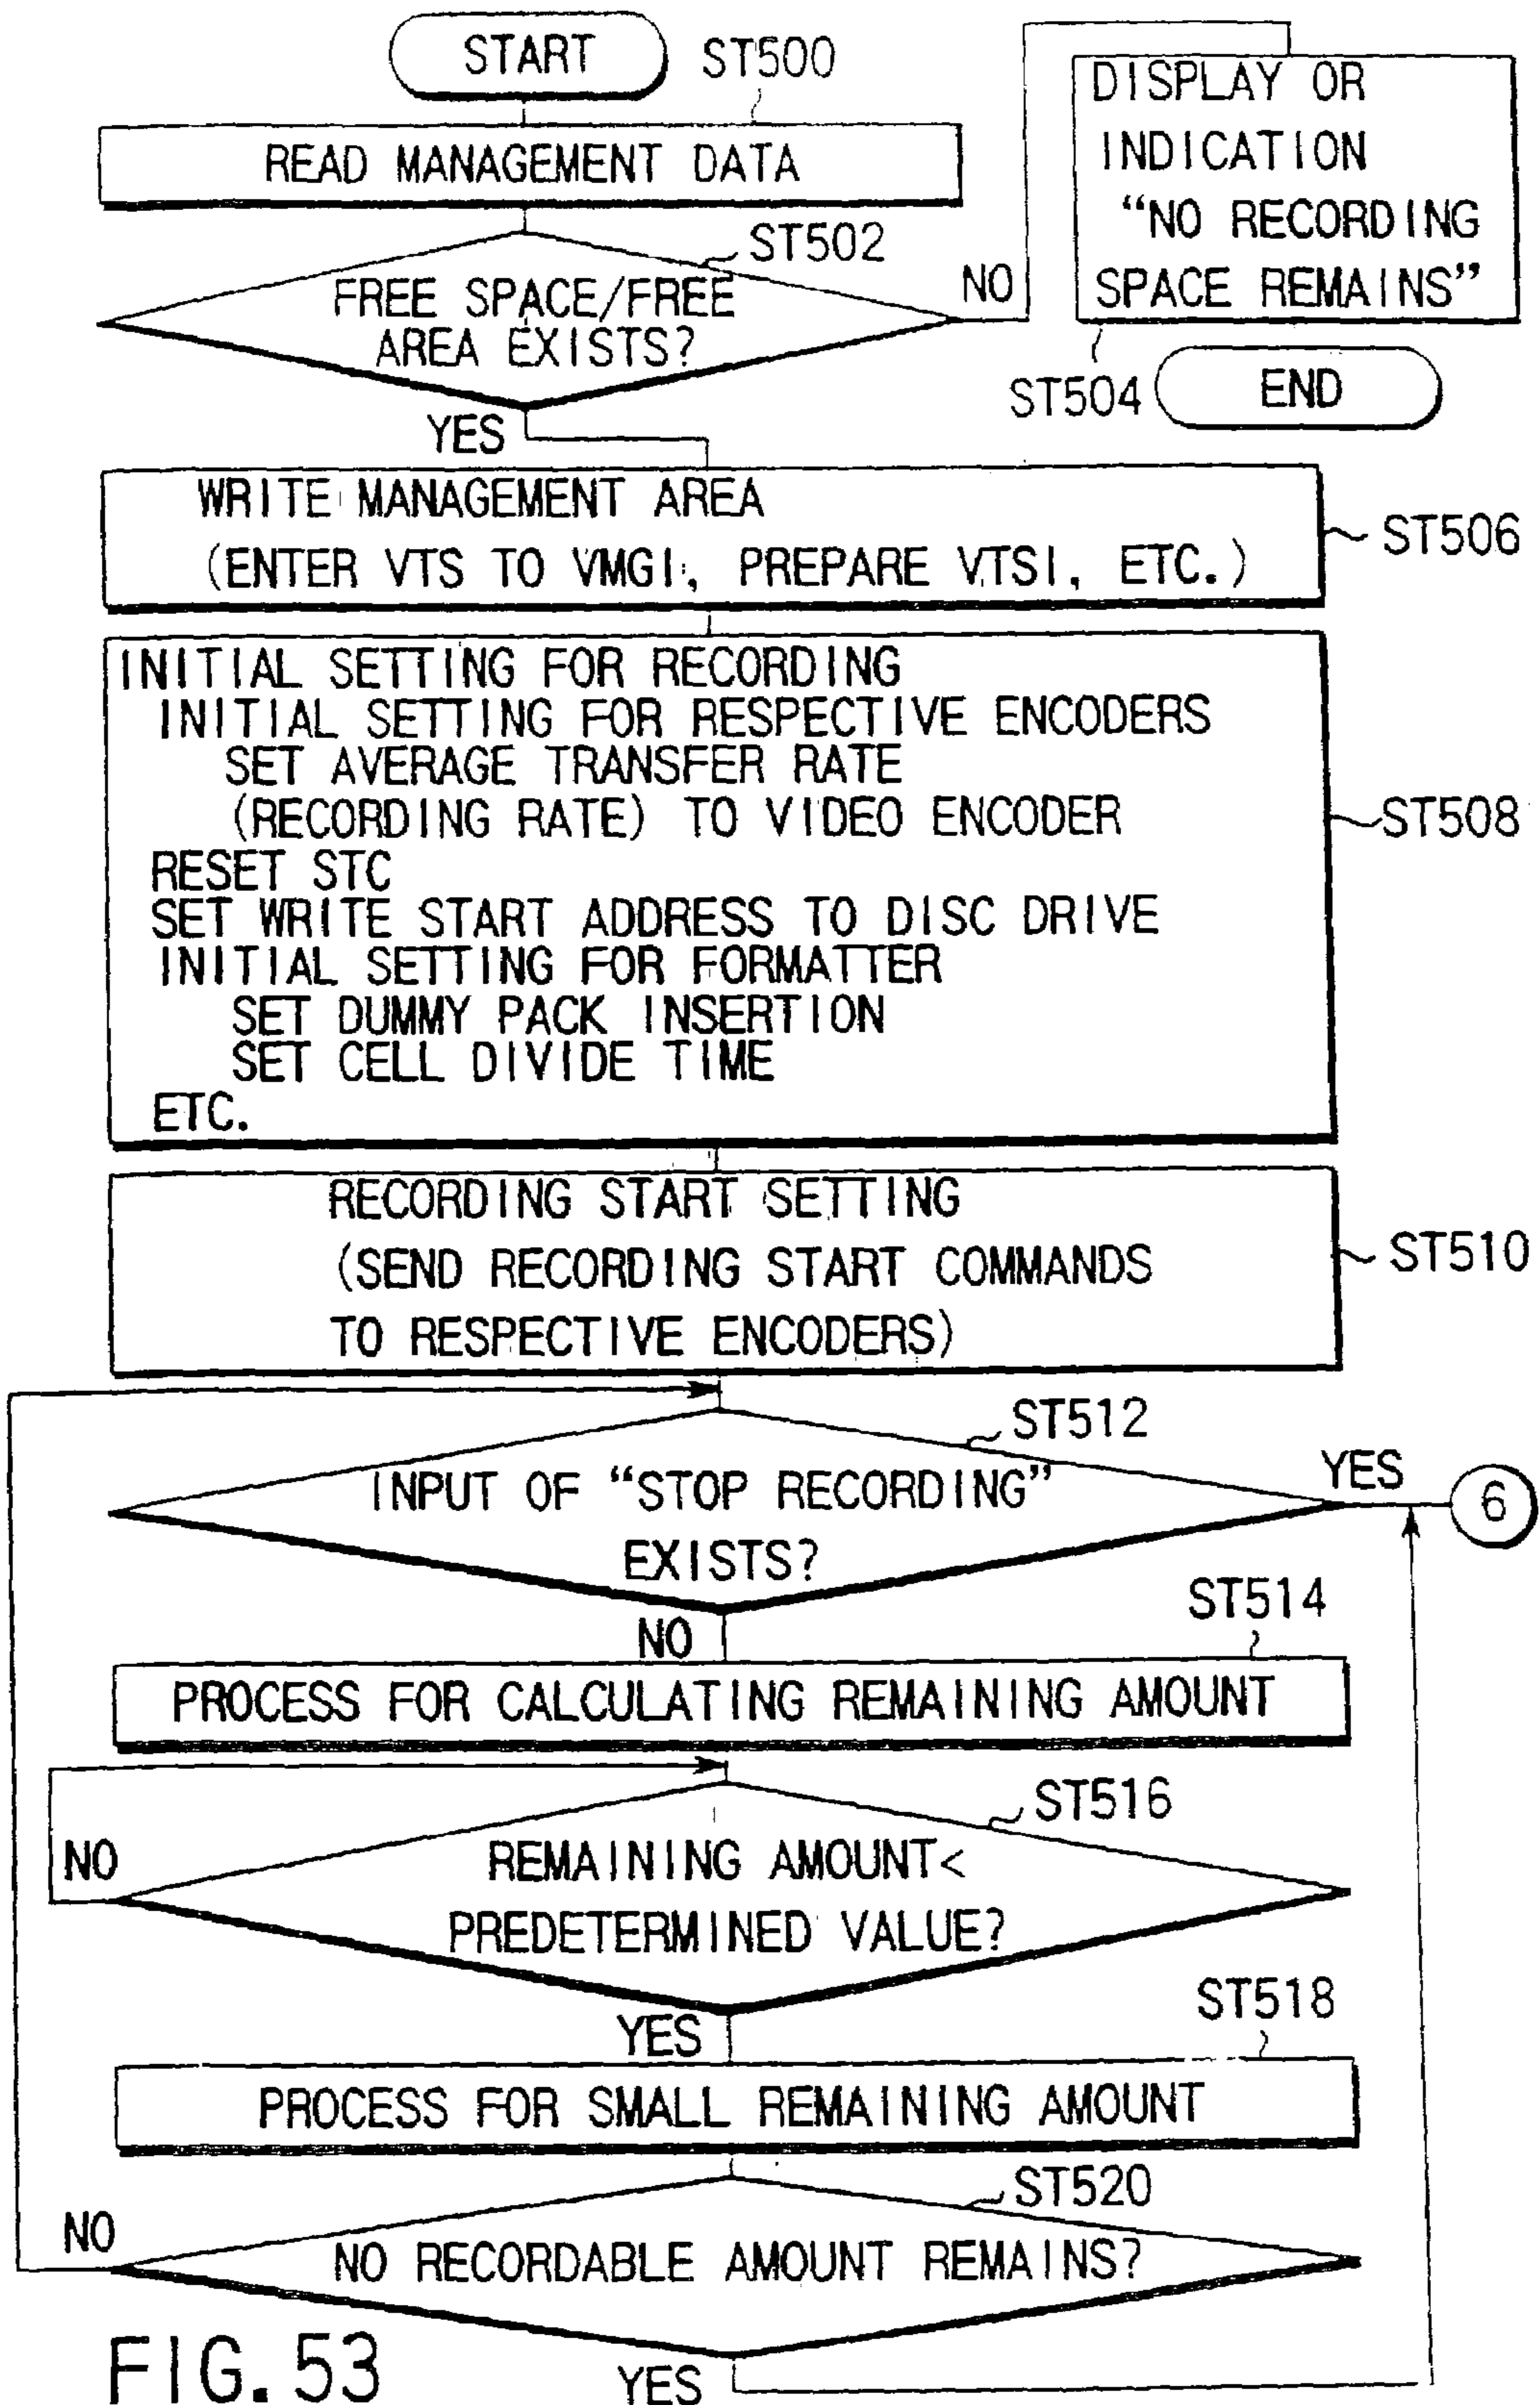 START
ST500
READ MANAGEMENT DATA
ST502
FREE SPACE/FREE
AREA EXISTS?
NO
DISPLAY OR
INDICATION
“NO RECORDING
SPACE REMAINS”
ST504
END
YES
WRITE MANAGEMENT AREA
(ENTER VTS TO VMGI, PREPARE VTSI, ETC.)
ST506
INITIAL SETTING FOR RECORDING
INITIAL SETTING FOR RESPECTIVE ENCODERS
SET AVERAGE TRANSFER RATE
(RECORDING RATE) TO VIDEO ENCODER
RESET STC
SET WRITE START ADDRESS TO DISC DRIVE
INITIAL SETTING FOR FORMATTER
SET DUMMY PACK INSERTION
SET CELL DIVIDE TIME
ETC.
ST508
RECORDING START SETTING
(SEND RECORDING START COMMANDS
TO RESPECTIVE ENCODERS)
ST510
ST512
INPUT OF “STOP RECORDING”
EXISTS?
YES
6
NO
ST514
PROCESS FOR CALCULATING REMAINING AMOUNT
ST516
NO
REMAINING AMOUNT<
PREDETERMINED VALUE?
YES
ST518
PROCESS FOR SMALL REMAINING AMOUNT
ST520
NO
NO RECORDABLE AMOUNT REMAINS?
YES
FIG. 53